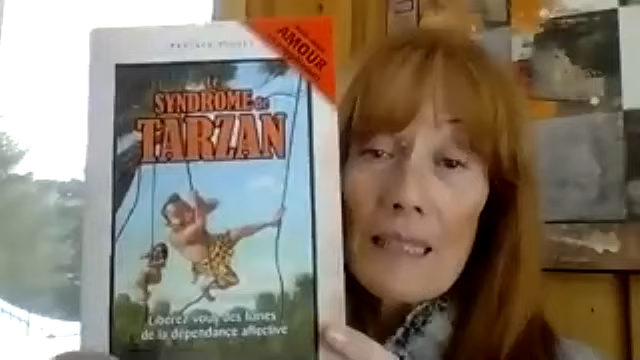 AMOUR
Le
SYNDROME de
TARZAN
Libérez-vous des lianes
de la dépendance affective